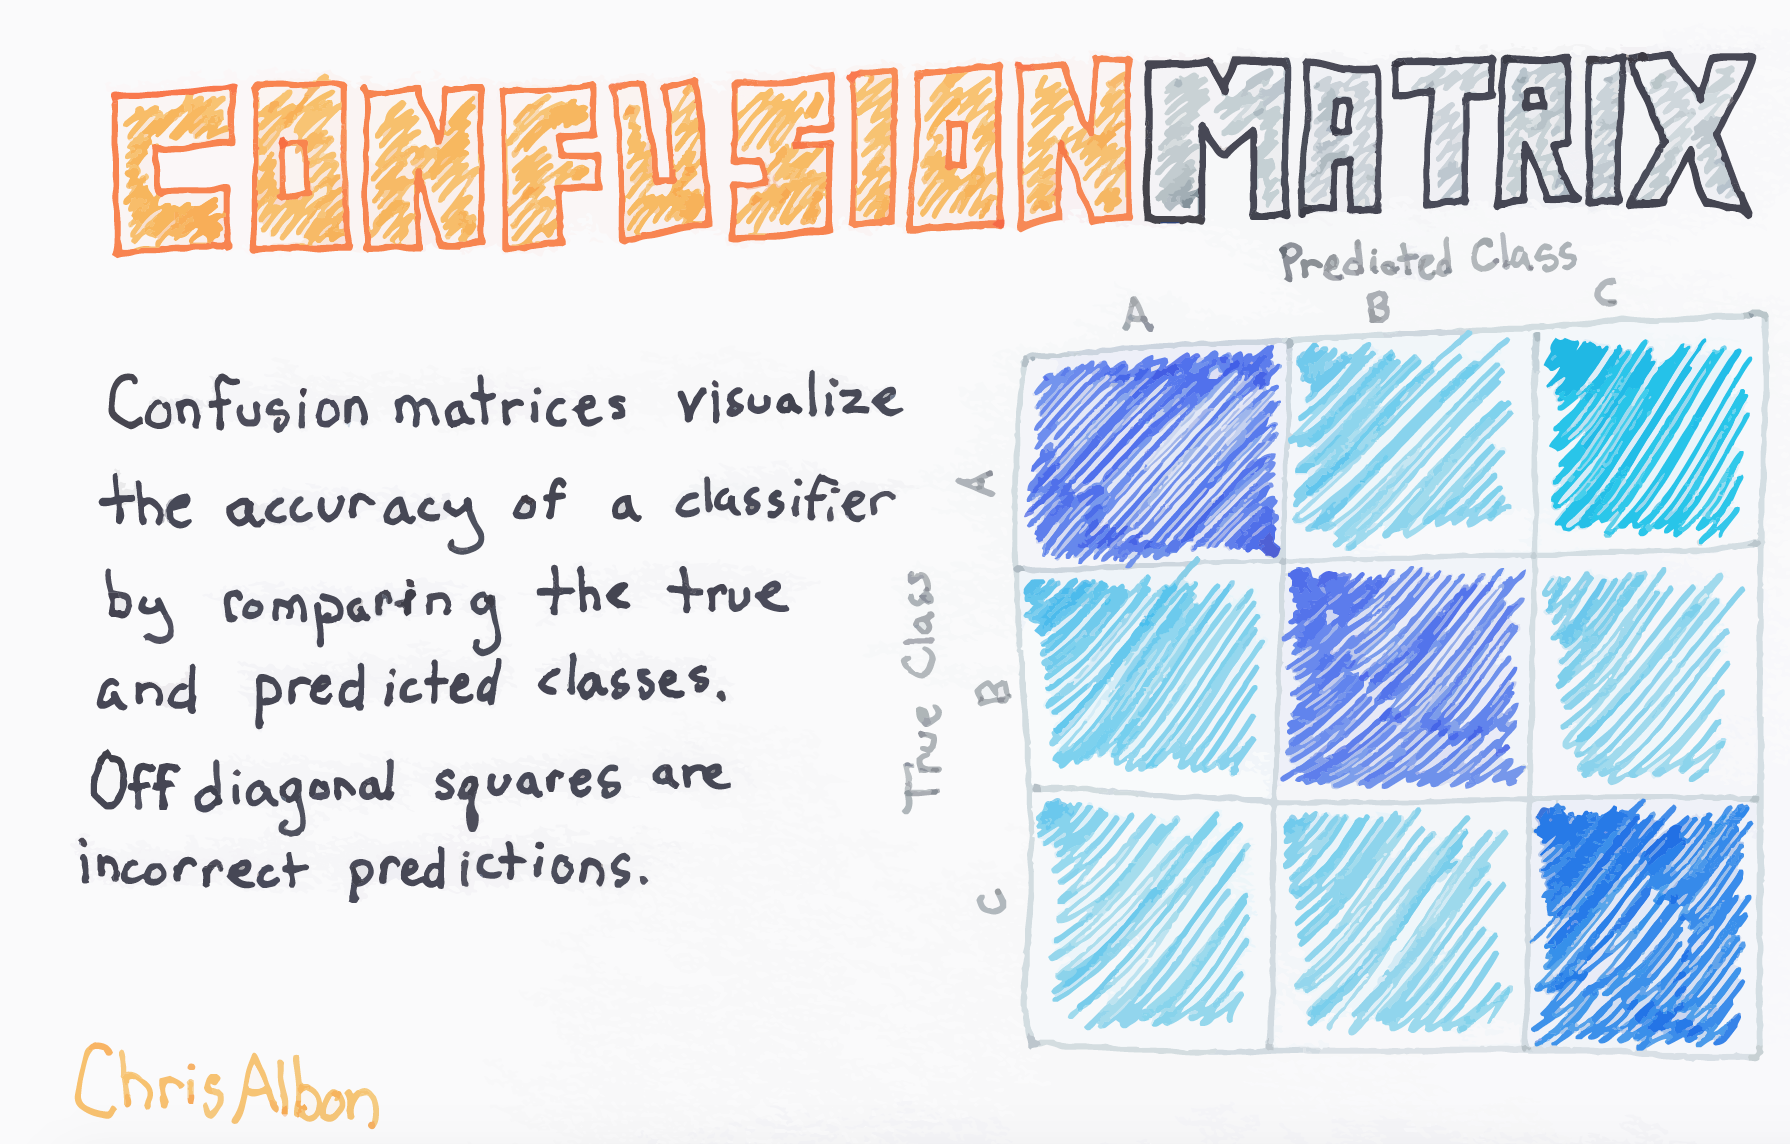 CONFUSION MATRIX
Predicted Class
A B C
Confusion matrices visualize
the accuracy of a classifier
by comparing the true
and predicted classes.
Off diagonal squares are
incorrect predictions.
True Class
A
B
C
Chris Albon